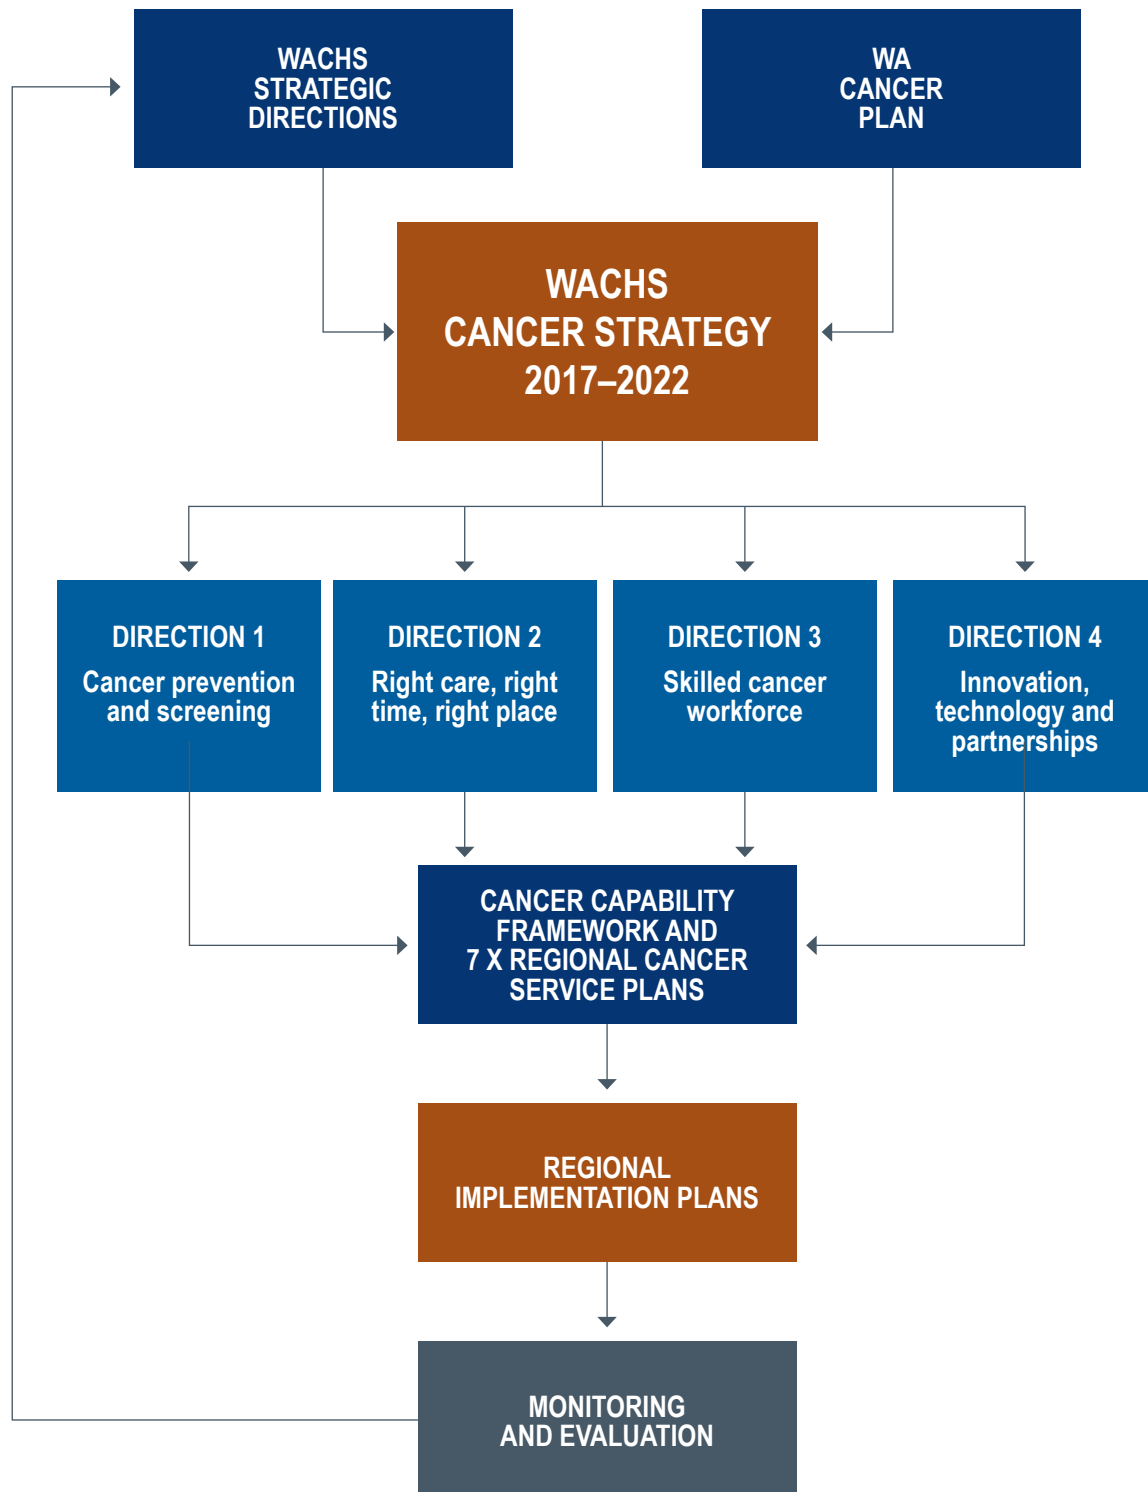 WACHS
STRATEGIC
DIRECTIONS
WA
CANCER
PLAN
WACHS
CANCER STRATEGY
2017–2022
DIRECTION 1
Cancer prevention
and screening
DIRECTION 2
Right care, right
time, right place
DIRECTION 3
Skilled cancer
workforce
DIRECTION 4
Innovation,
technology and
partnerships
CANCER CAPABILITY
FRAMEWORK AND
7 X REGIONAL CANCER
SERVICE PLANS
REGIONAL
IMPLEMENTATION PLANS
MONITORING
AND EVALUATION